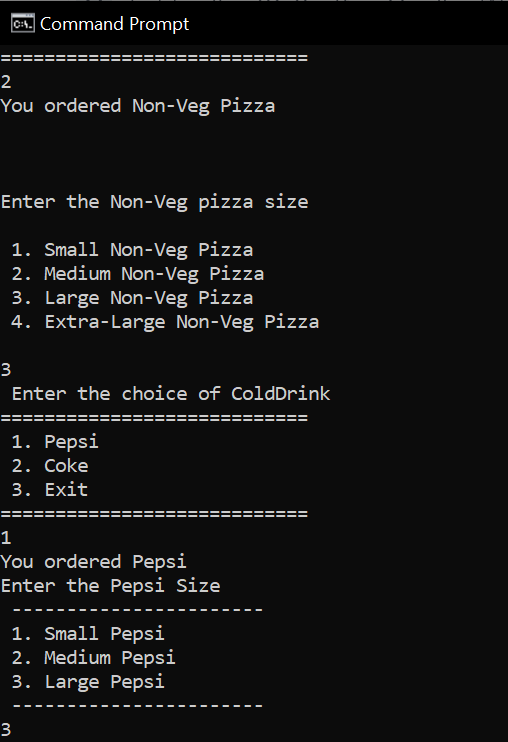 Command Prompt
============================
2
You ordered Non-Veg Pizza
Enter the Non-Veg pizza size
1. Small Non-Veg Pizza
2. Medium Non-Veg Pizza
3. Large Non-Veg Pizza
4. Extra-Large Non-Veg Pizza
3
Enter the choice of ColdDrink
============================
1. Pepsi
2. Coke
3. Exit
============================
1
You ordered Pepsi
Enter the Pepsi Size
-----------------------
1. Small Pepsi
2. Medium Pepsi
3. Large Pepsi
-----------------------
3